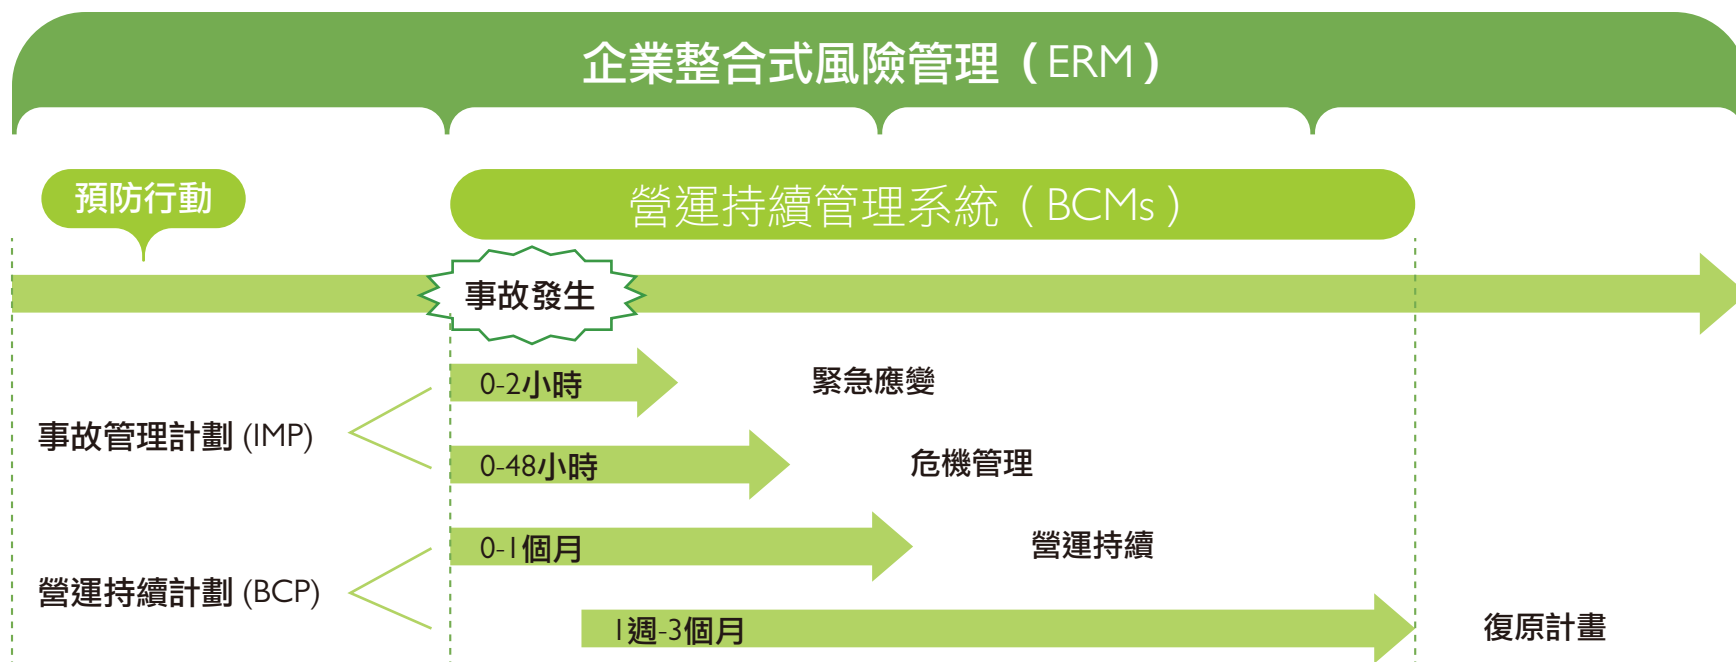 企業整合式風險管理（ERM）
預防行動
營運持續管理系統（BCMs）
事故發生
0-2小時
緊急應變
事故管理計劃 (IMP)
0-48小時
危機管理
0-1個月
營運持續
營運持續計劃 (BCP)
1週-3個月
復原計畫